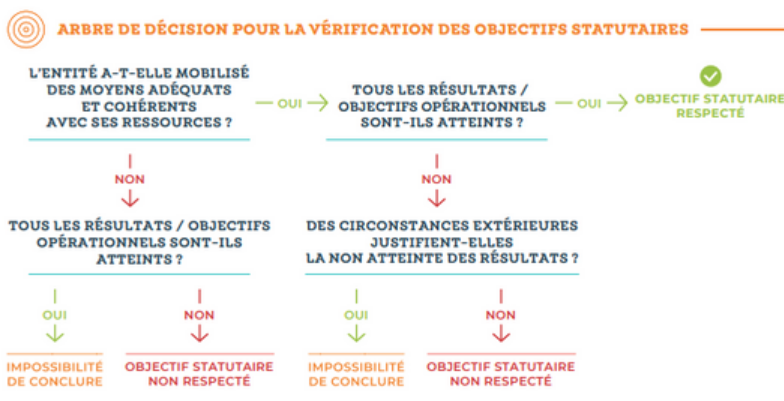 ARBRE DE DÉCISION POUR LA VÉRIFICATION DES OBJECTIFS STATUTAIRES
L'ENTITÉ A-T-ELLE MOBILISÉ
DES MOYENS ADÉQUATS
ET COHÉRENTS
AVEC SES RESSOURCES ?
OUI
TOUS LES RÉSULTATS /
OBJECTIFS OPÉRATIONNELS
SONT-ILS ATTEINTS ?
OUI
OBJECTIF STATUTAIRE
RESPECTÉ
NON
NON
TOUS LES RÉSULTATS / OBJECTIFS
OPÉRATIONNELS SONT-ILS
ATTEINTS ?
DES CIRCONSTANCES EXTÉRIEURES
JUSTIFIENT-ELLES
LA NON ATTEINTE DES RÉSULTATS ?
OUI
NON
OUI
NON
IMPOSSIBILITÉ
DE CONCLURE
OBJECTIF STATUTAIRE
NON RESPECTÉ
IMPOSSIBILITÉ
DE CONCLURE
OBJECTIF STATUTAIRE
NON RESPECTÉ